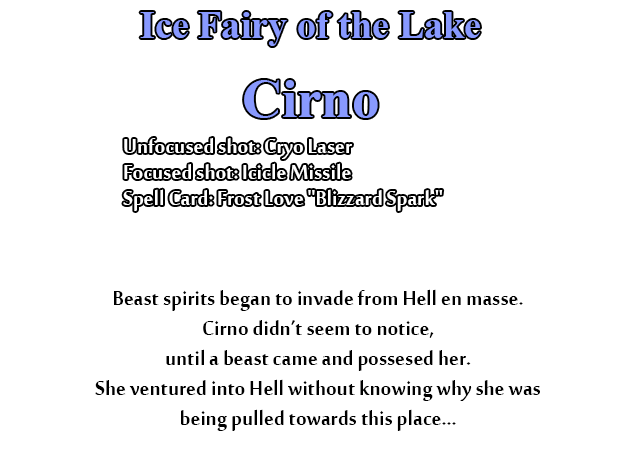 Ice Fairy of the Lake
Cirno
Unfocused shot: Cryo Laser
Focused shot: Icicle Missile
Spell Card: Frost Love "Blizzard Spark"
Beast spirits began to invade from Hell en masse.
Cirno didn’t seem to notice,
until a beast came and possesed her.
She ventured into Hell without knowing why she was
being pulled towards this place...